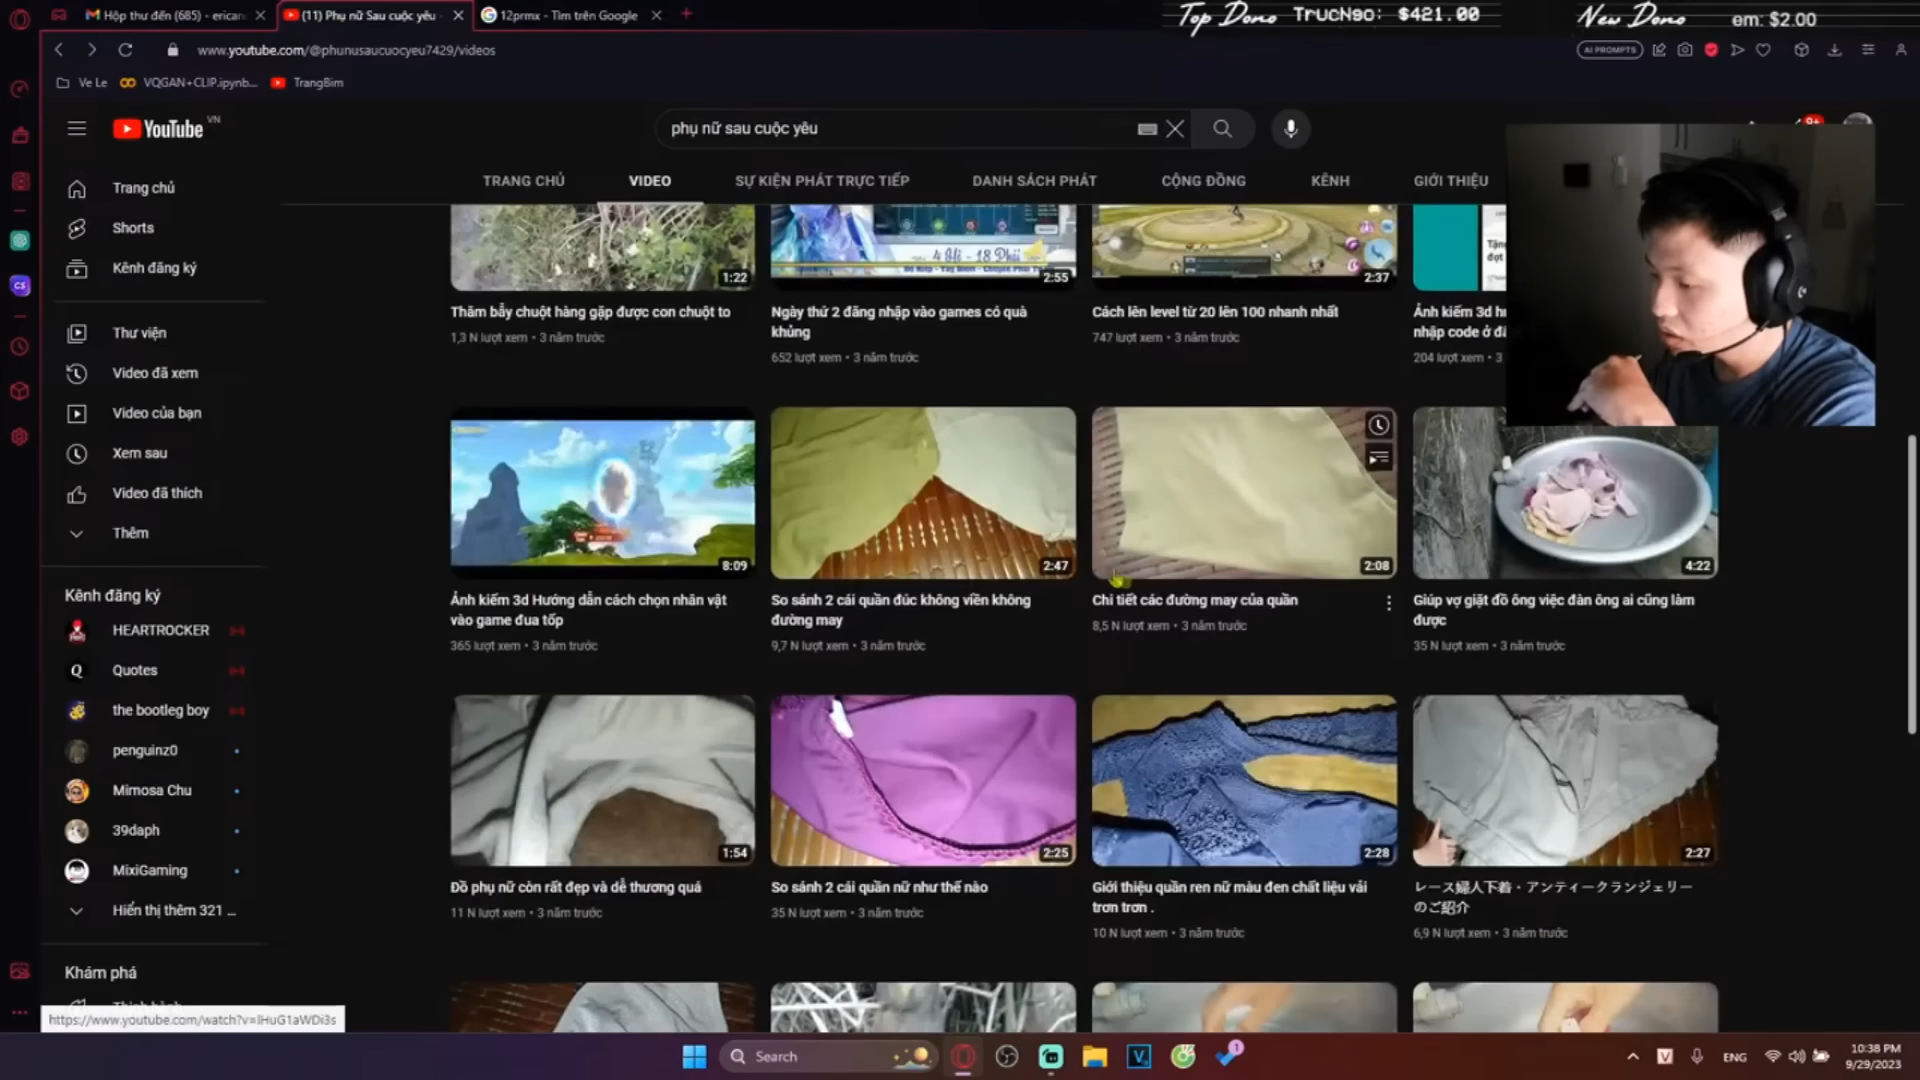 Hộp thư đến (685) - erican
(11) Phụ nữ Sau cuộc yêu -
12prmx - Tìm trên Google
Top Dono TrucNgo: $421.00
New Dono em: $2.00
www.youtube.com/@phunusaucuocyeu7429/videos
AI PROMPTS
Ve Le
VQGAN+CLIP.ipynb...
TrangBim
YouTube VN
phụ nữ sau cuộc yêu
9+
TRANG CHỦ
VIDEO
SỰ KIỆN PHÁT TRỰC TIẾP
DANH SÁCH PHÁT
CỘNG ĐỒNG
KÊNH
GIỚI THIỆU
Trang chủ
Shorts
Kênh đăng ký
Thư viện
Video đã xem
Video của bạn
Xem sau
Video đã thích
Thêm
Kênh đăng ký
HEARTROCKER
Quotes
the bootleg boy
penguinz0
Mimosa Chu
39daph
MixiGaming
Hiển thị thêm 321 ...
Khám phá
https://www.youtube.com/watch?v=lHuG1aWDi3s
1:22
4 Hệ - 18 Phái
2:55
2:37
Thăm bẫy chuột hàng gặp được con chuột to
1,3 N lượt xem • 3 năm trước
Ngày thứ 2 đăng nhập vào games có quà
khủng
652 lượt xem • 3 năm trước
Cách lên level từ 20 lên 100 nhanh nhất
747 lượt xem • 3 năm trước
Ảnh kiếm 3d
nhập code ở
204 lượt xem • 3
8:09
2:47
2:08
4:22
Ảnh kiếm 3d Hướng dẫn cách chọn nhân vật
vào game đua tốp
365 lượt xem • 3 năm trước
So sánh 2 cái quần đúc không viền không
đường may
9,7 N lượt xem • 3 năm trước
Chi tiết các đường may của quần
8,5 N lượt xem • 3 năm trước
Giúp vợ giặt đồ ông việc đàn ông ai cũng làm
được
35 N lượt xem • 3 năm trước
1:54
2:25
2:28
2:27
Đồ phụ nữ còn rất đẹp và dễ thương quá
11 N lượt xem • 3 năm trước
So sánh 2 cái quần nữ như thế nào
35 N lượt xem • 3 năm trước
Giới thiệu quần ren nữ màu đen chất liệu vải
trơn trơn .
10 N lượt xem • 3 năm trước
レース婦人下着・アンティークランジェリー
のご紹介
6,9 N lượt xem • 3 năm trước
Search
1
ENG
10:38 PM
9/29/2023